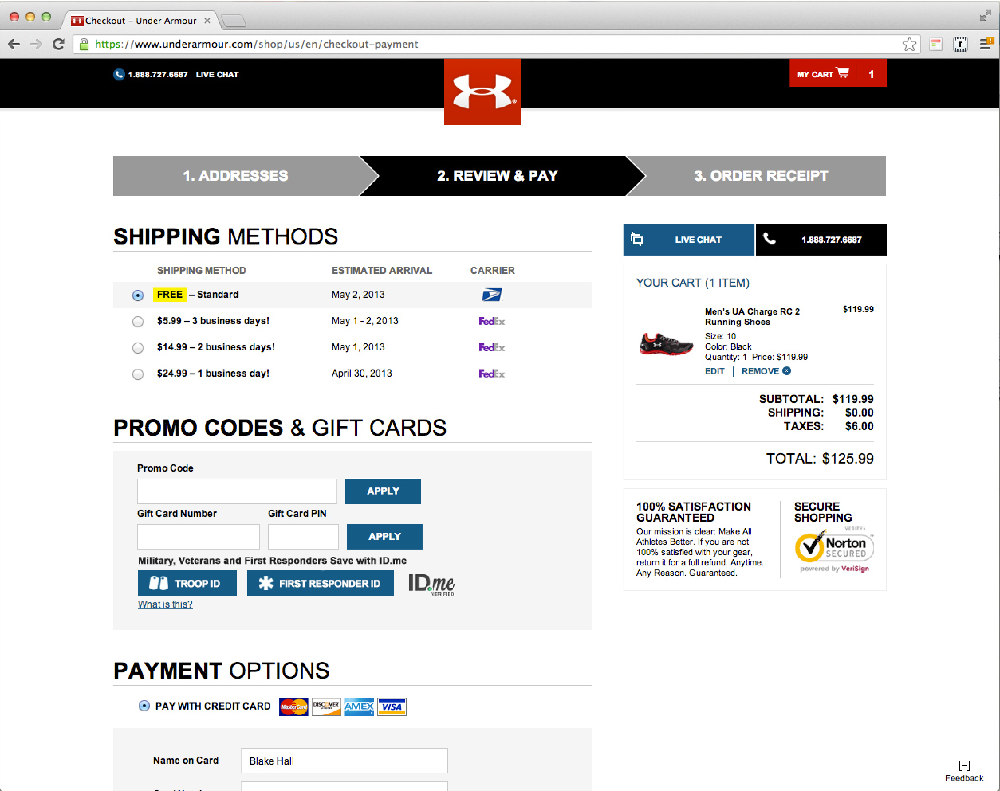 Checkout – Under Armour
https://www.underarmour.com/shop/us/en/checkout-payment
1.888.727.6687 LIVE CHAT
MY CART 1
1. ADDRESSES
2. REVIEW & PAY
3. ORDER RECEIPT
SHIPPING METHODS
SHIPPING METHOD ESTIMATED ARRIVAL CARRIER
FREE – Standard May 2, 2013
$5.99 – 3 business days! May 1 - 2, 2013 FedEx
$14.99 – 2 business days! May 1, 2013 FedEx
$24.99 – 1 business day! April 30, 2013 FedEx
PROMO CODES & GIFT CARDS
Promo Code
APPLY
Gift Card Number Gift Card PIN
APPLY
Military, Veterans and First Responders Save with ID.me
TROOP ID FIRST RESPONDER ID ID.me
VERIFIED
What is this?
PAYMENT OPTIONS
PAY WITH CREDIT CARD MasterCard DISCOVER AMEX VISA
Name on Card Blake Hall
LIVE CHAT 1.888.727.6687
YOUR CART (1 ITEM)
Men's UA Charge RC 2 $119.99
Running Shoes
Size: 10
Color: Black
Quantity: 1 Price: $119.99
EDIT | REMOVE
SUBTOTAL: $119.99
SHIPPING: $0.00
TAXES: $6.00
TOTAL: $125.99
100% SATISFACTION
GUARANTEED
Our mission is clear: Make All
Athletes Better. If you are not
100% satisfied with your gear,
return it for a full refund. Anytime.
Any Reason. Guaranteed.
SECURE
SHOPPING
VERIFY
Norton
SECURED
powered by VeriSign
[–]
Feedback